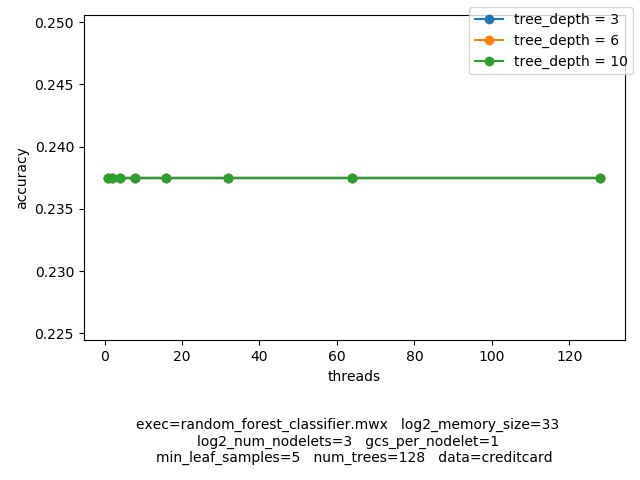 tree_depth = 3
tree_depth = 6
tree_depth = 10
0.250
0.245
0.240
0.235
0.230
0.225
accuracy
0 20 40 60 80 100 120
threads
exec=random_forest_classifier.mwx log2_memory_size=33
log2_num_nodelets=3 gcs_per_nodelet=1
min_leaf_samples=5 num_trees=128 data=creditcard